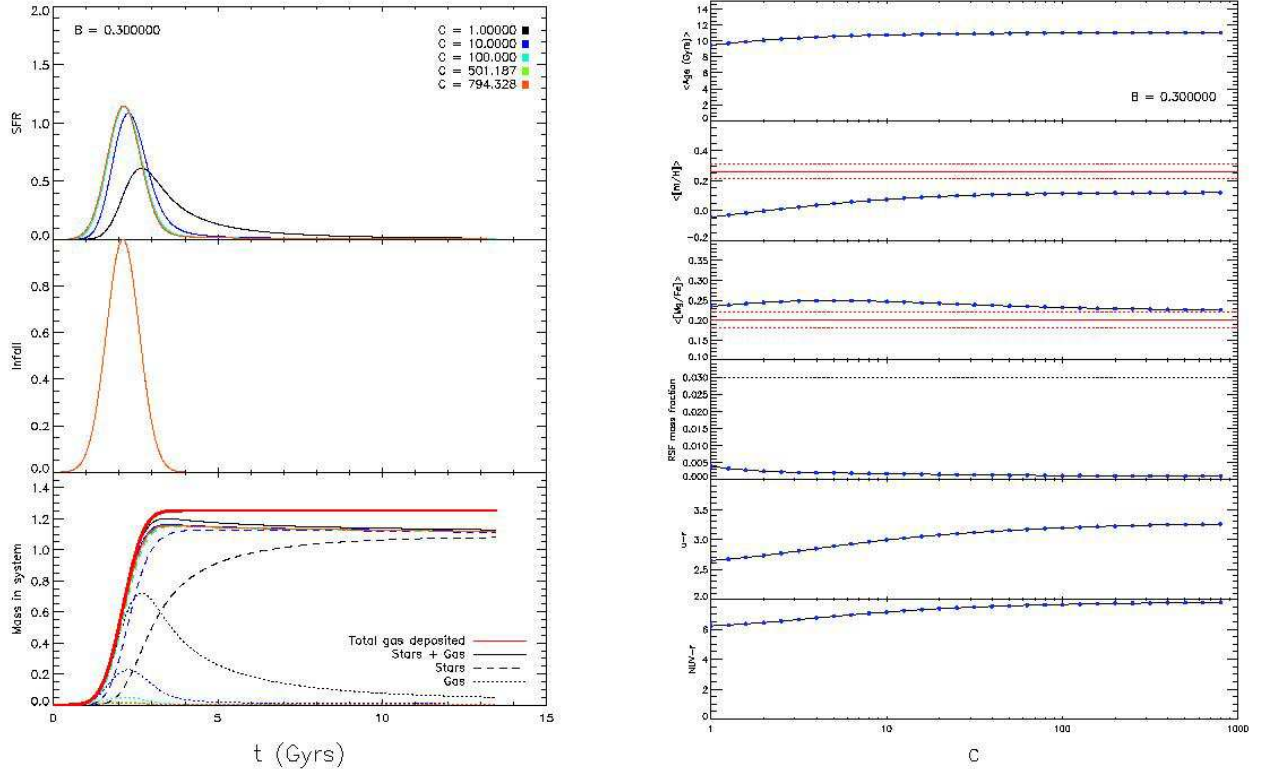 B = 0.300000
C = 1.00000
C = 10.0000
C = 100.000
C = 501.187
C = 794.328
2.0
1.5
1.0
0.5
0.0
SFR
0.8
0.6
0.4
0.2
0.0
Infall
1.4
1.2
1.0
0.8
0.6
0.4
0.2
0.0
Mass in system
Total gas deposited
Stars + Gas
Stars
Gas
0 5 10 15
t (Gyrs)
14
12
10
8
6
4
2
0
<Age (Gyrs)>
B = 0.300000
0.4
0.2
0.0
-0.2
<[m/H]>
0.35
0.30
0.25
0.20
0.15
0.10
<[Mg/Fe]>
0.030
0.025
0.020
0.015
0.010
0.005
0.000
RSF mass fraction
3.5
3.0
2.5
2.0
u-r
6
4
2
0
NUV-r
1 10 100 1000
C